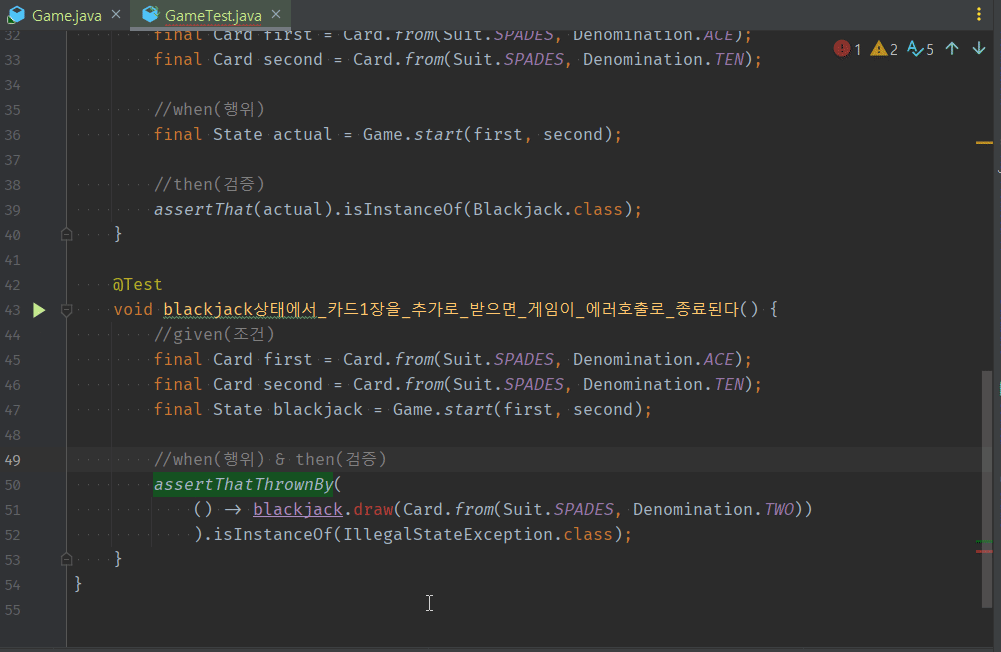 Game.java × GameTest.java ×
1 2 5
32 final Card first = Card.from(Suit.SPADES, Denomination.ACE);
33 final Card second = Card.from(Suit.SPADES, Denomination.TEN);
34
35 //when(행위)
36 final State actual = Game.start(first, second);
37
38 //then(검증)
39 assertThat(actual).isInstanceOf(Blackjack.class);
40 }
41
42 @Test
43 void blackjack상태에서_카드1장을_추가로_받으면_게임이_에러호출로_종료된다() {
44 //given(조건)
45 final Card first = Card.from(Suit.SPADES, Denomination.ACE);
46 final Card second = Card.from(Suit.SPADES, Denomination.TEN);
47 final State blackjack = Game.start(first, second);
48
49 //when(행위) & then(검증)
50 assertThatThrownBy(
51 () -> blackjack.draw(Card.from(Suit.SPADES, Denomination.TWO))
52 ).isInstanceOf(IllegalStateException.class);
53 }
54 }
55